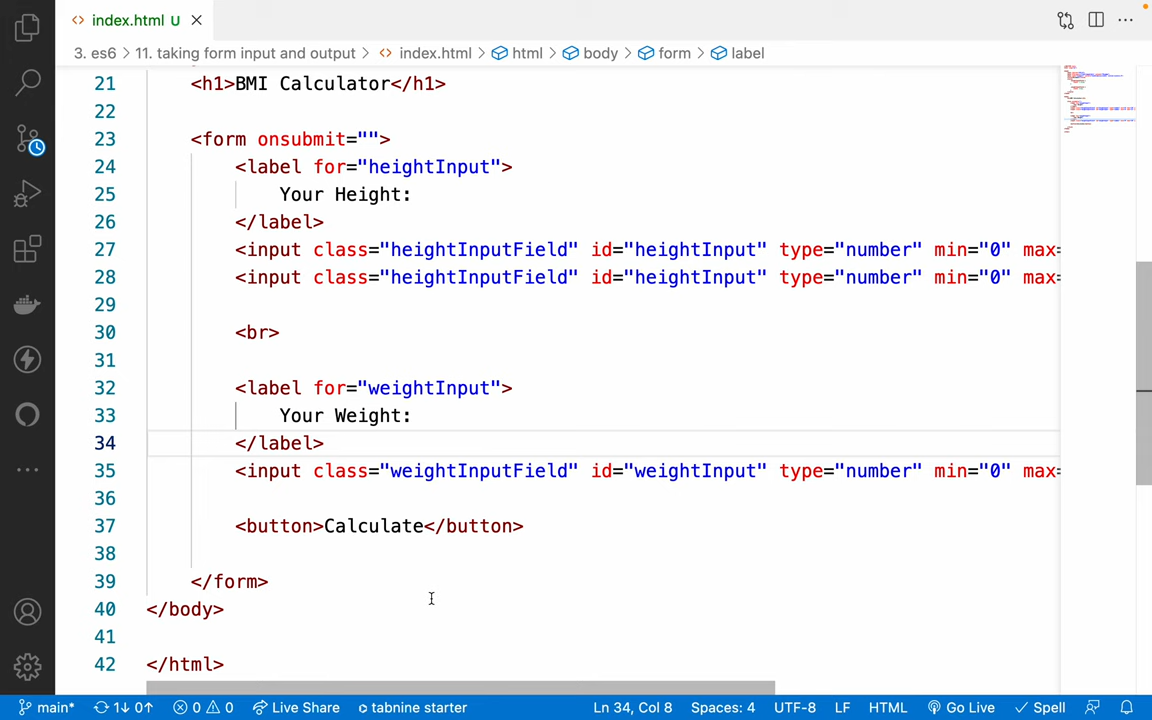 <> index.html U ×
3. es6 > 11. taking form input and output > <> index.html > html > body > form > label
21 <h1>BMI Calculator</h1>
22
23 <form onsubmit="">
24 <label for="heightInput">
25 Your Height:
26 </label>
27 <input class="heightInputField" id="heightInput" type="number" min="0" max=
28 <input class="heightInputField" id="heightInput" type="number" min="0" max=
29
30 <br>
31
32 <label for="weightInput">
33 Your Weight:
34 </label>
35 <input class="weightInputField" id="weightInput" type="number" min="0" max=
36
37 <button>Calculate</button>
38
39 </form>
40 </body>
41
42 </html>
main* 1↓ 0↑ 0 0 Live Share tabnine starter Ln 34, Col 8 Spaces: 4 UTF-8 LF HTML Go Live Spell